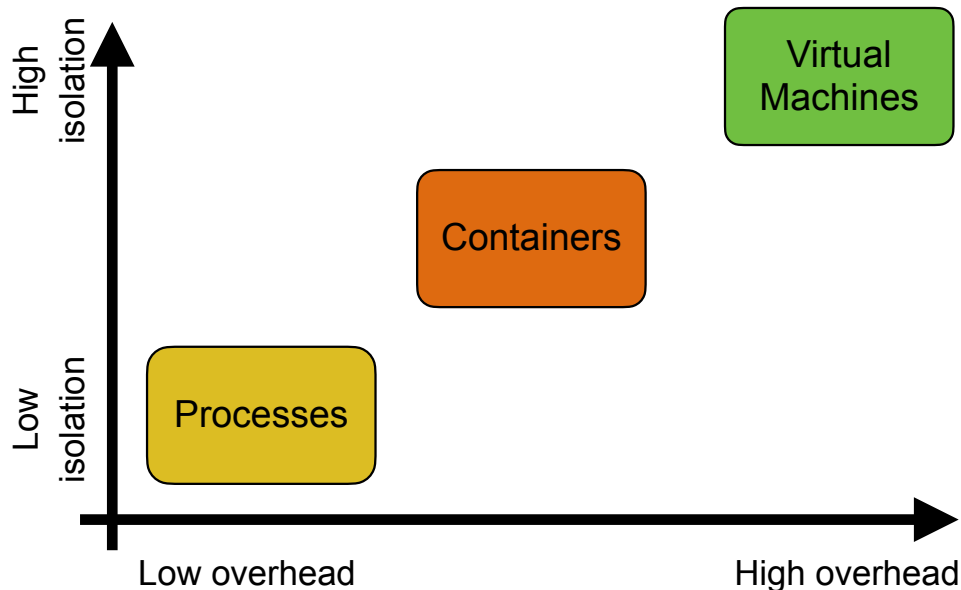 High
isolation
Virtual
Machines
Containers
Low
isolation
Processes
Low overhead
High overhead